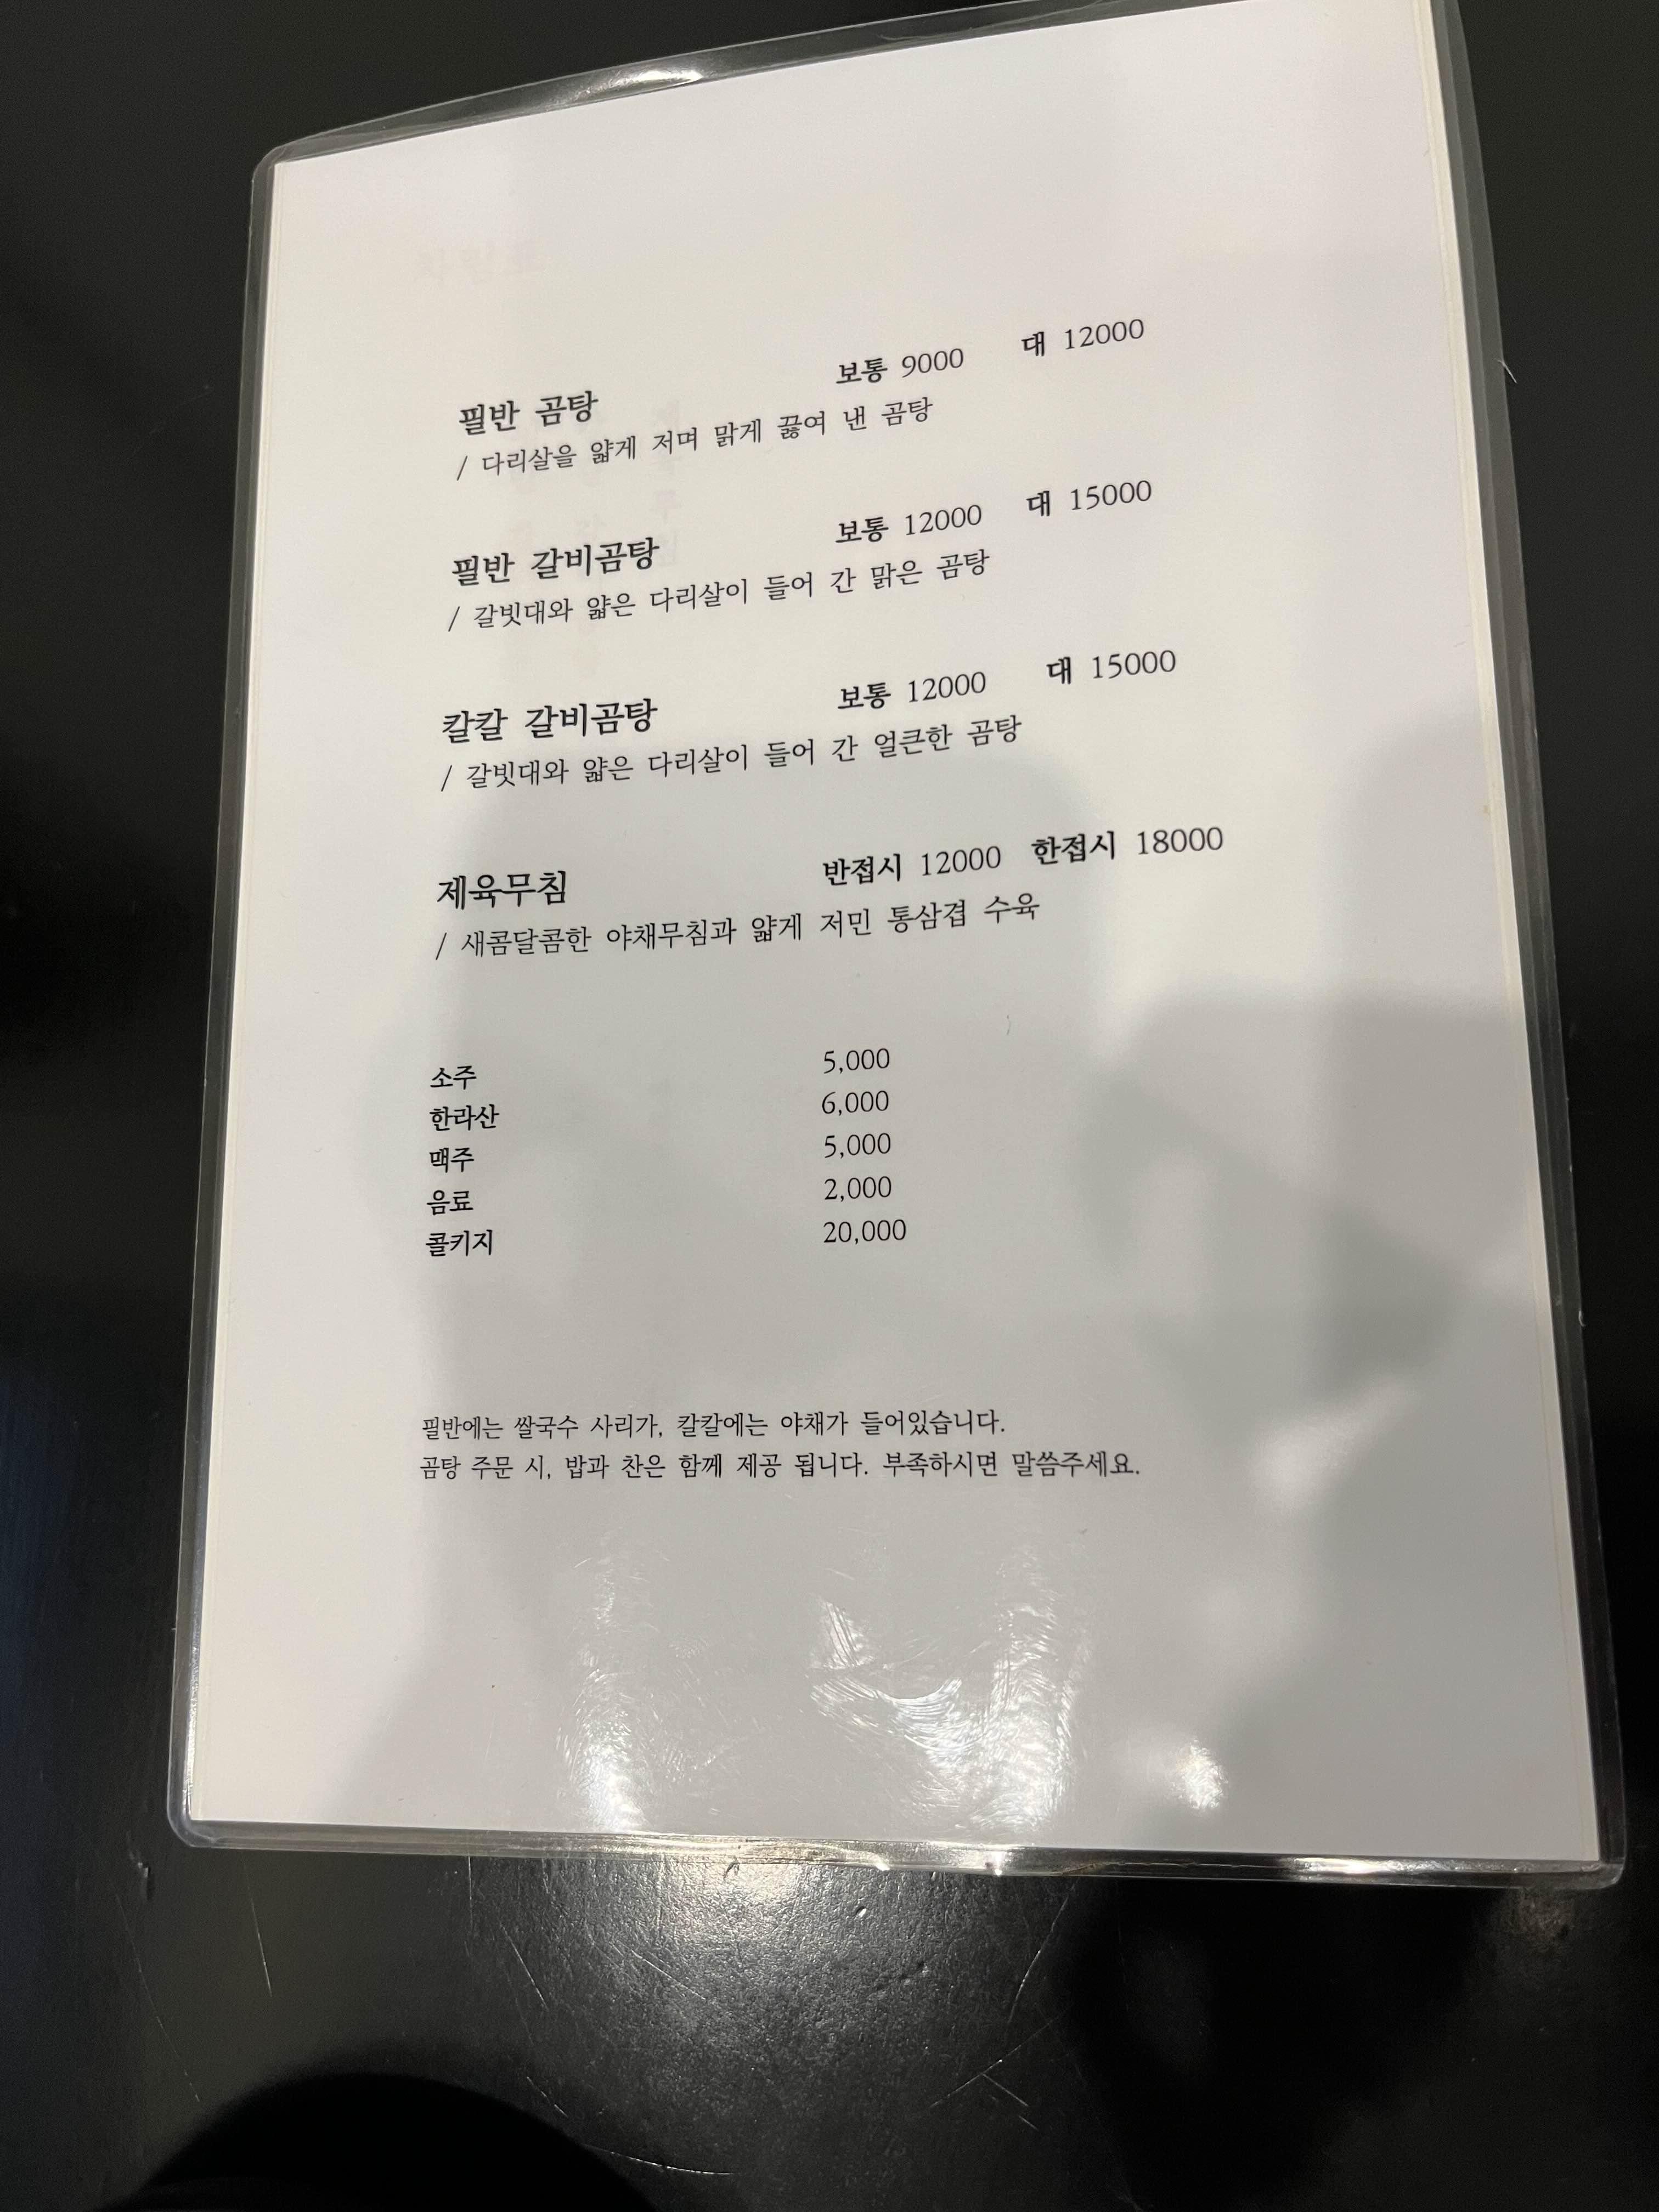 필반 곰탕 보통 9000 대 12000
/ 다리살을 얇게 저며 맑게 끓여 낸 곰탕
필반 갈비곰탕 보통 12000 대 15000
/ 갈빗대와 얇은 다리살이 들어 간 맑은 곰탕
칼칼 갈비곰탕 보통 12000 대 15000
/ 갈빗대와 얇은 다리살이 들어 간 얼큰한 곰탕
제육무침 반접시 12000 한접시 18000
/ 새콤달콤한 야채무침과 얇게 저민 통삼겹 수육
소주 5,000
한라산 6,000
맥주 5,000
음료 2,000
콜키지 20,000
필반에는 쌀국수 사리가, 칼칼에는 야채가 들어있습니다.
곰탕 주문 시, 밥과 찬은 함께 제공 됩니다. 부족하시면 말씀주세요.